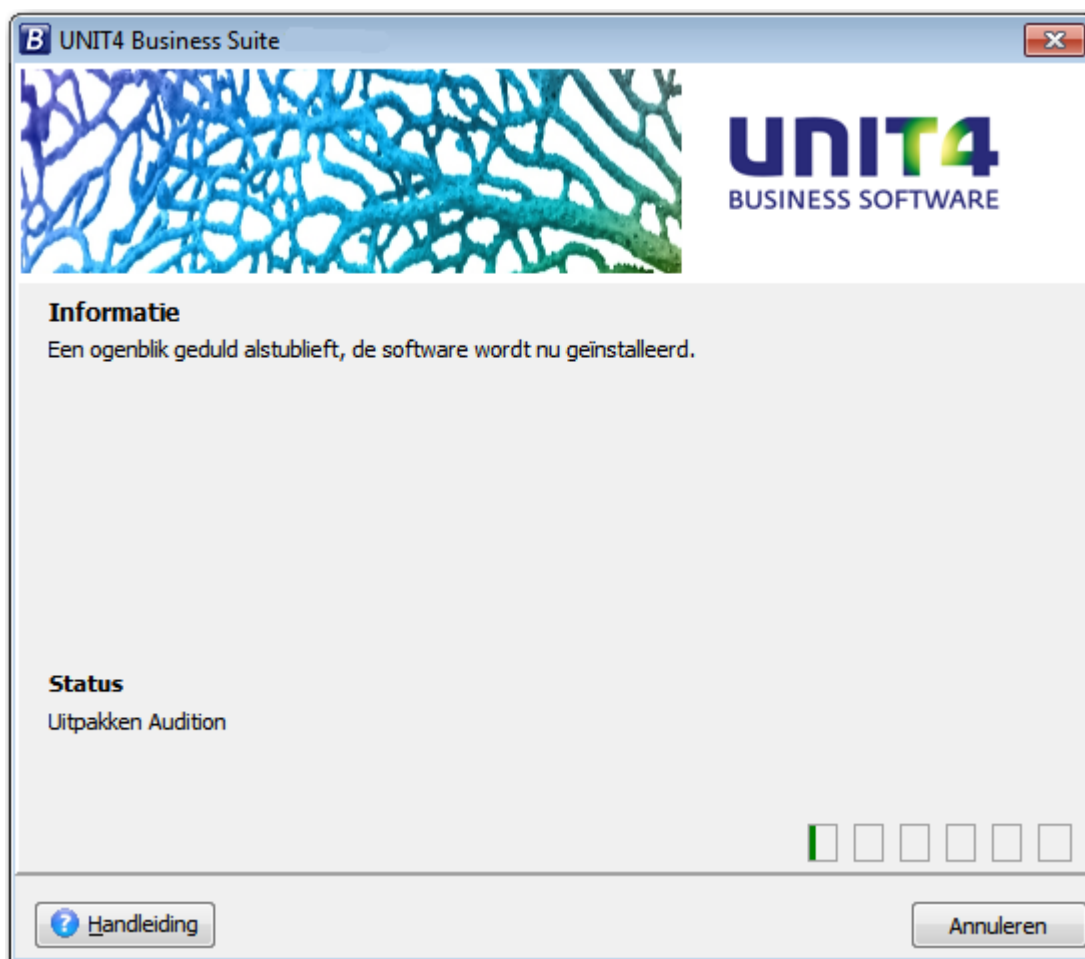 B UNIT4 Business Suite
UNIT4
BUSINESS SOFTWARE
Informatie
Een ogenblik geduld alstublieft, de software wordt nu geïnstalleerd.
Status
Uitpakken Audition
? Handleiding
Annuleren